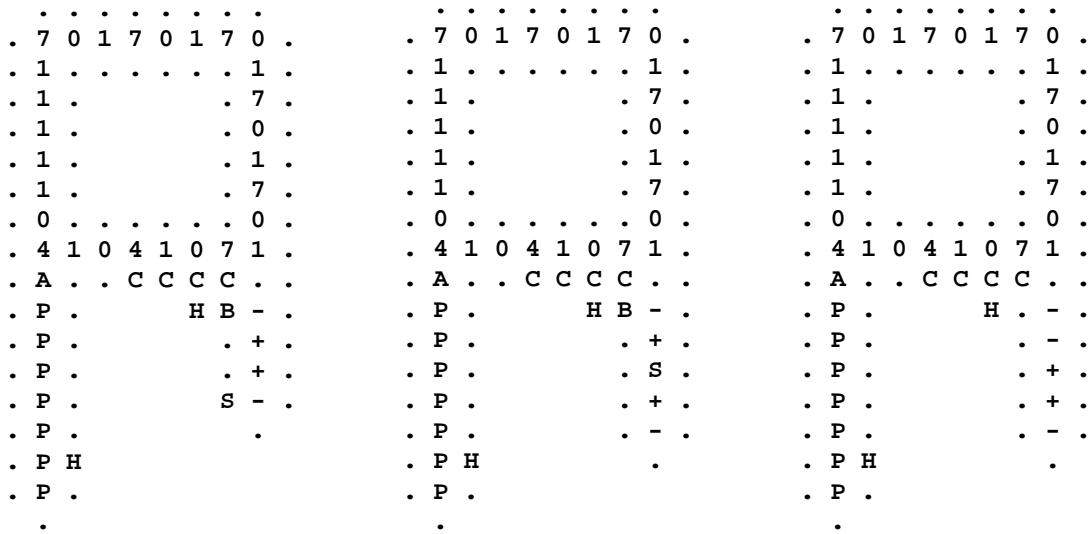 . . . . . . . .     . . . . . . . .     . . . . . . . .
. 7 0 1 7 0 1 7 0 .     . 7 0 1 7 0 1 7 0 .     . 7 0 1 7 0 1 7 0 .
. 1 . . . . . . 1 .     . 1 . . . . . . 1 .     . 1 . . . . . . 1 .
. 1 .         . 7 .     . 1 .         . 7 .     . 1 .         . 7 .
. 1 .         . 0 .     . 1 .         . 0 .     . 1 .         . 0 .
. 1 .         . 1 .     . 1 .         . 1 .     . 1 .         . 1 .
. 1 .         . 7 .     . 1 .         . 7 .     . 1 .         . 7 .
. 0 . . . . . . 0 .     . 0 . . . . . . 0 .     . 0 . . . . . . 0 .
. 4 1 0 4 1 0 7 1 .     . 4 1 0 4 1 0 7 1 .     . 4 1 0 4 1 0 7 1 .
. A . . C C C C . .     . A . . C C C C . .     . A . . C C C C . .
. P .       H B - .     . P .       H B - .     . P .       H . - .
. P .         . + .     . P .         . + .     . P .         . - .
. P .         . + .     . P .         . S .     . P .         . + .
. P .         S - .     . P .         . + .     . P .         . + .
. P .           .     . P .         . - .     . P .         . - .
. P H     . P H           .     . P H           .
. P .     . P .     . P .
.     .     .